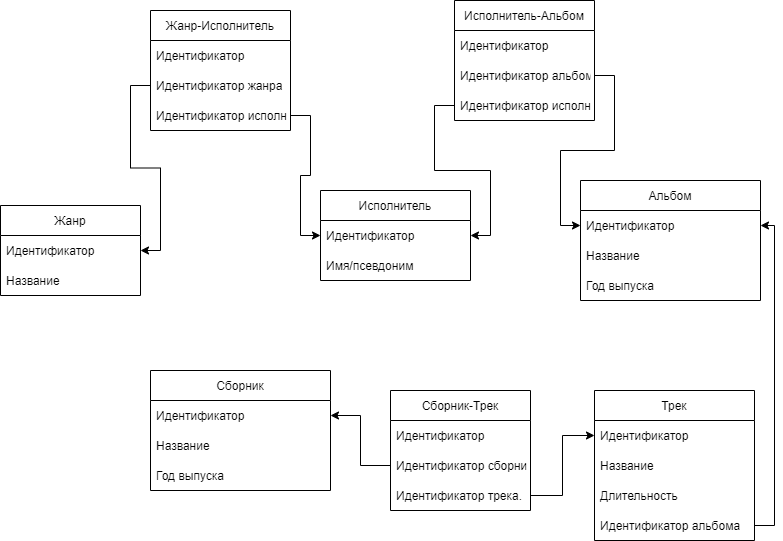 Жанр-Исполнитель
Идентификатор
Идентификатор жанра
Идентификатор исполн
Исполнитель-Альбом
Идентификатор
Идентификатор альбом
Идентификатор исполн
Жанр
Идентификатор
Название
Исполнитель
Идентификатор
Имя/псевдоним
Альбом
Идентификатор
Название
Год выпуска
Сборник
Идентификатор
Название
Год выпуска
Сборник-Трек
Идентификатор
Идентификатор сборни
Идентификатор трека.
Трек
Идентификатор
Название
Длительность
Идентификатор альбома